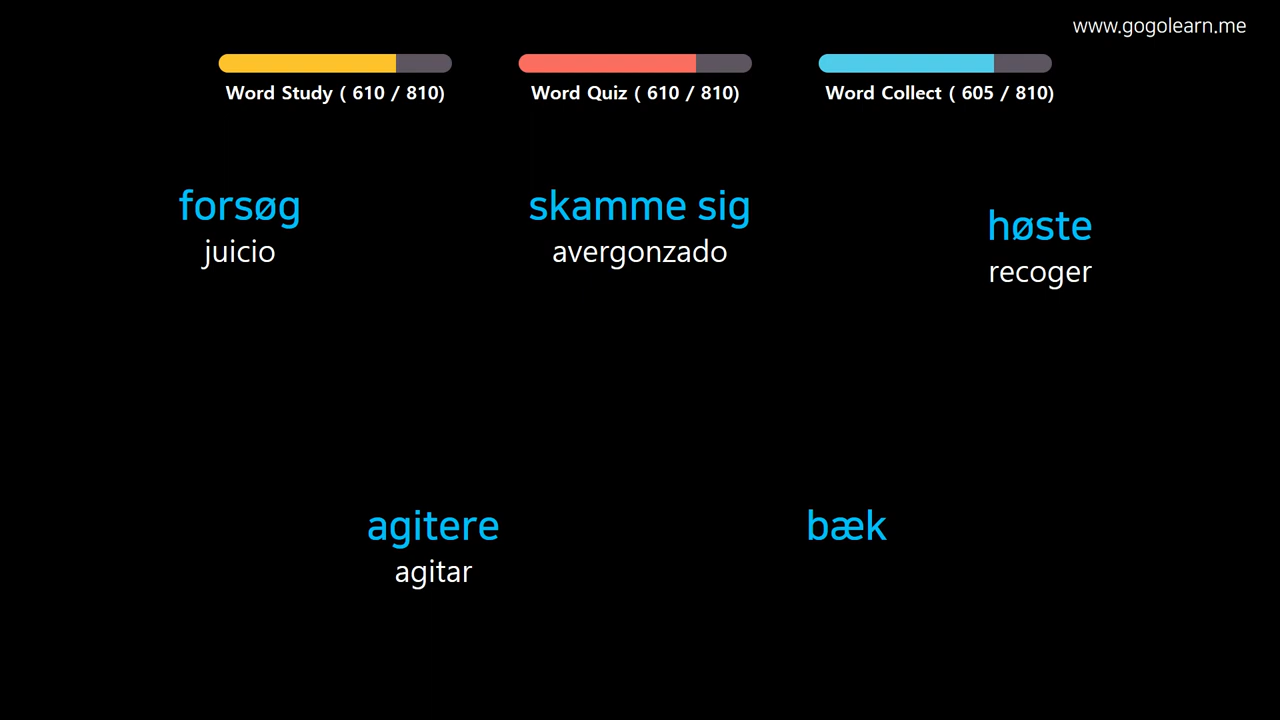 www.gogolearn.me
Word Study ( 610 / 810)
Word Quiz ( 610 / 810)
Word Collect ( 605 / 810)
forsøg
juicio
skamme sig
avergonzado
høste
recoger
agitere
agitar
bæk